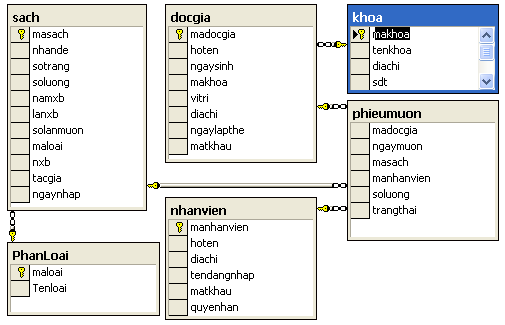 sach
masach
nhande
sotrang
soluong
namxb
lanxb
solanmuon
maloai
nxb
tacgia
ngaynhap
docgia
madocgia
hoten
ngaysinh
makhoa
vitri
diachi
ngaylapthe
matkhau
khoa
makhoa
tenkhoa
diachi
sdt
phieumuon
madocgia
ngaymuon
masach
manhanvien
soluong
trangthai
nhanvien
manhanvien
hoten
diachi
tendangnhap
matkhau
quyenhan
PhanLoai
maloai
Tenloai